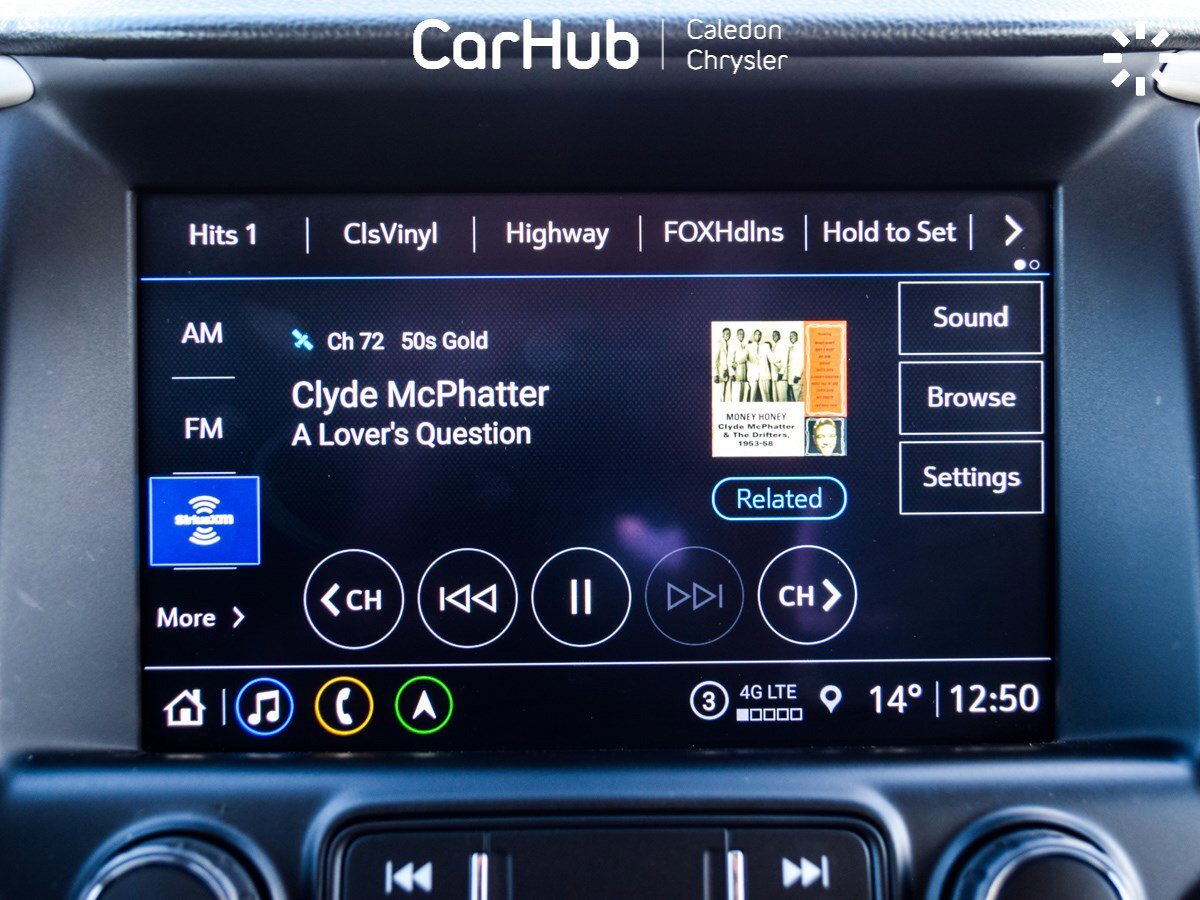 CarHub
Caledon
Chrysler
Hits 1
ClsVinyl
Highway
FOXHdlns
Hold to Set
AM
FM
SiriusXM
More
Ch 72 50s Gold
Clyde McPhatter
A Lover's Question
MONEY HONEY
Clyde McPhatter
& The Drifters,
1953-58
Related
Sound
Browse
Settings
CH
CH
3
4G LTE
14°
12:50